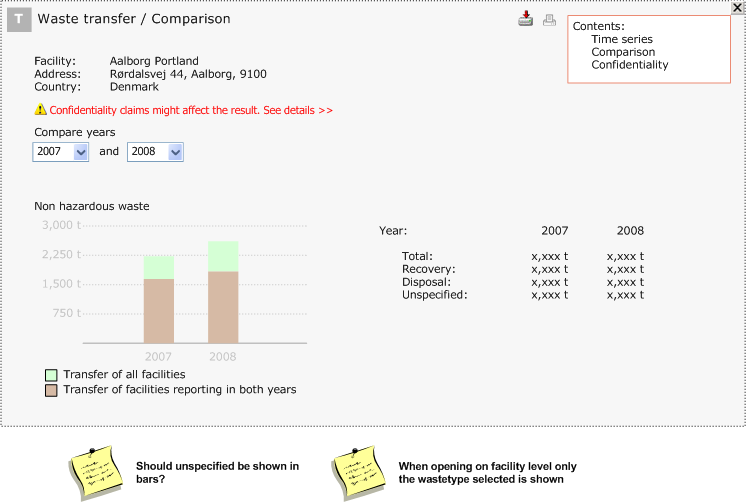 T Waste transfer / Comparison
Contents:
Time series
Comparison
Confidentiality
Facility: Aalborg Portland
Address: Rørdalsvej 44, Aalborg, 9100
Country: Denmark
Confidentiality claims might affect the result. See details >>
Compare years
2007 and 2008
Non hazardous waste
3,000 t
2,250 t
1,500 t
750 t
2007 2008
Transfer of all facilities
Transfer of facilities reporting in both years
Year: 2007 2008
Total: x,xxx t x,xxx t
Recovery: x,xxx t x,xxx t
Disposal: x,xxx t x,xxx t
Unspecified: x,xxx t x,xxx t
Should unspecified be shown in
bars?
When opening on facility level only
the wastetype selected is shown